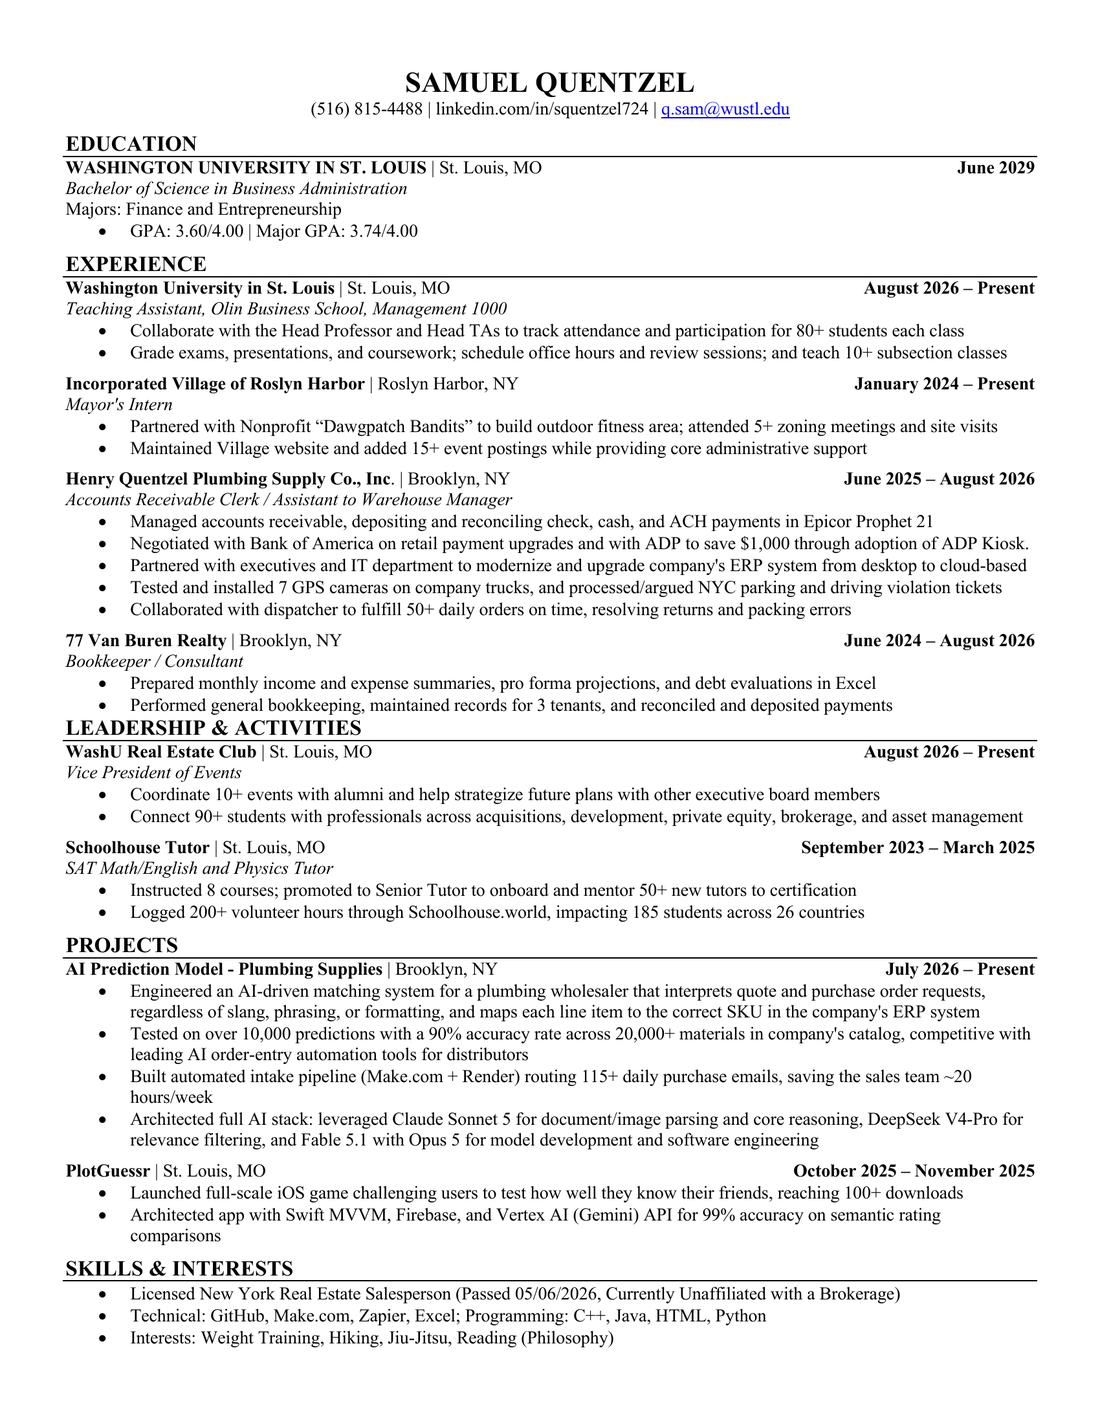 SAMUEL QUENTZEL
(516) 815-4488 | linkedin.com/in/squentzel724 | q.sam@wustl.edu
EDUCATION
WASHINGTON UNIVERSITY IN ST. LOUIS | St. Louis, MO June 2029
Bachelor of Science in Business Administration
Majors: Finance and Entrepreneurship
• GPA: 3.60/4.00 | Major GPA: 3.74/4.00
EXPERIENCE
Washington University in St. Louis | St. Louis, MO August 2026 – Present
Teaching Assistant, Olin Business School, Management 1000
• Collaborate with the Head Professor and Head TAs to track attendance and participation for 80+ students each class
• Grade exams, presentations, and coursework; schedule office hours and review sessions; and teach 10+ subsection classes
Incorporated Village of Roslyn Harbor | Roslyn Harbor, NY January 2024 – Present
Mayor's Intern
• Partnered with Nonprofit “Dawgpatch Bandits” to build outdoor fitness area; attended 5+ zoning meetings and site visits
• Maintained Village website and added 15+ event postings while providing core administrative support
Henry Quentzel Plumbing Supply Co., Inc. | Brooklyn, NY June 2025 – August 2026
Accounts Receivable Clerk / Assistant to Warehouse Manager
• Managed accounts receivable, depositing and reconciling check, cash, and ACH payments in Epicor Prophet 21
• Negotiated with Bank of America on retail payment upgrades and with ADP to save $1,000 through adoption of ADP Kiosk.
• Partnered with executives and IT department to modernize and upgrade company's ERP system from desktop to cloud-based
• Tested and installed 7 GPS cameras on company trucks, and processed/argued NYC parking and driving violation tickets
• Collaborated with dispatcher to fulfill 50+ daily orders on time, resolving returns and packing errors
77 Van Buren Realty | Brooklyn, NY June 2024 – August 2026
Bookkeeper / Consultant
• Prepared monthly income and expense summaries, pro forma projections, and debt evaluations in Excel
• Performed general bookkeeping, maintained records for 3 tenants, and reconciled and deposited payments
LEADERSHIP & ACTIVITIES
WashU Real Estate Club | St. Louis, MO August 2026 – Present
Vice President of Events
• Coordinate 10+ events with alumni and help strategize future plans with other executive board members
• Connect 90+ students with professionals across acquisitions, development, private equity, brokerage, and asset management
Schoolhouse Tutor | St. Louis, MO September 2023 – March 2025
SAT Math/English and Physics Tutor
• Instructed 8 courses; promoted to Senior Tutor to onboard and mentor 50+ new tutors to certification
• Logged 200+ volunteer hours through Schoolhouse.world, impacting 185 students across 26 countries
PROJECTS
AI Prediction Model - Plumbing Supplies | Brooklyn, NY July 2026 – Present
• Engineered an AI-driven matching system for a plumbing wholesaler that interprets quote and purchase order requests,
regardless of slang, phrasing, or formatting, and maps each line item to the correct SKU in the company's ERP system
• Tested on over 10,000 predictions with a 90% accuracy rate across 20,000+ materials in company's catalog, competitive with
leading AI order-entry automation tools for distributors
• Built automated intake pipeline (Make.com + Render) routing 115+ daily purchase emails, saving the sales team ~20
hours/week
• Architected full AI stack: leveraged Claude Sonnet 5 for document/image parsing and core reasoning, DeepSeek V4-Pro for
relevance filtering, and Fable 5.1 with Opus 5 for model development and software engineering
PlotGuessr | St. Louis, MO October 2025 – November 2025
• Launched full-scale iOS game challenging users to test how well they know their friends, reaching 100+ downloads
• Architected app with Swift MVVM, Firebase, and Vertex AI (Gemini) API for 99% accuracy on semantic rating
comparisons
SKILLS & INTERESTS
• Licensed New York Real Estate Salesperson (Passed 05/06/2026, Currently Unaffiliated with a Brokerage)
• Technical: GitHub, Make.com, Zapier, Excel; Programming: C++, Java, HTML, Python
• Interests: Weight Training, Hiking, Jiu-Jitsu, Reading (Philosophy)